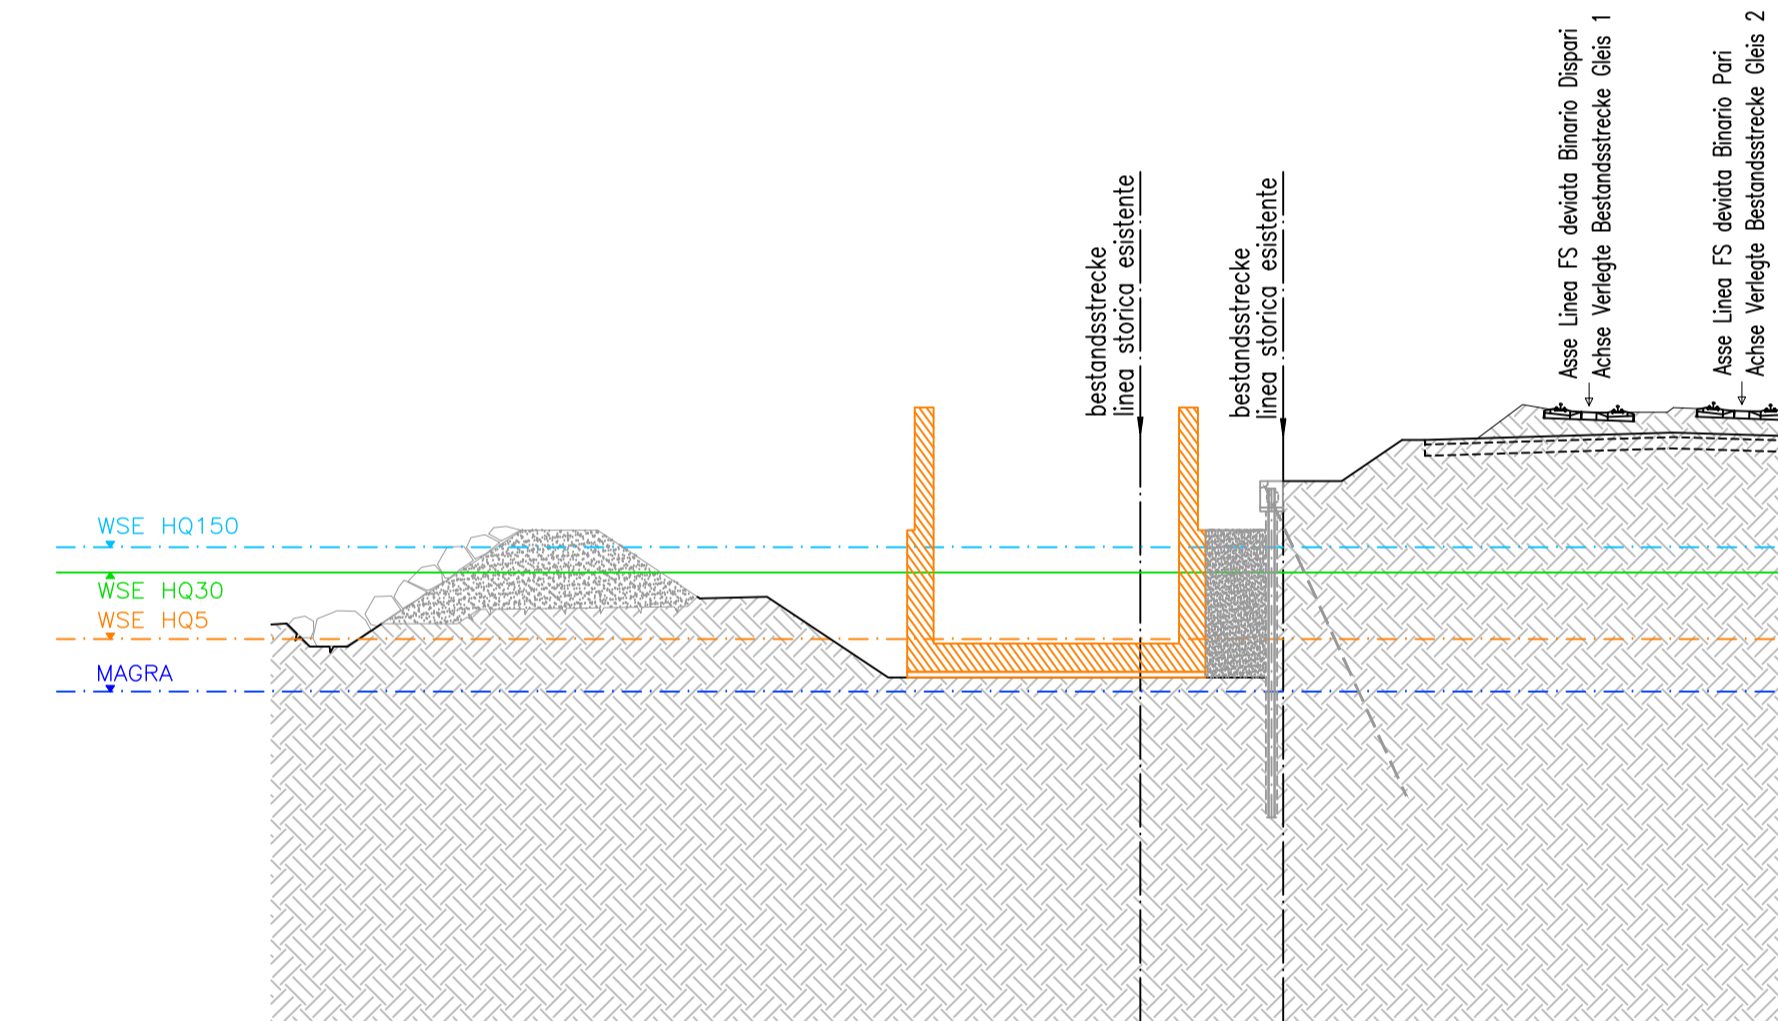 Asse Linea FS deviata Binario Dispari
Achse Verlegte Bestandsstrecke Gleis 1
Asse Linea FS deviata Binario Pari
Achse Verlegte Bestandsstrecke Gleis 2
bestandsstrecke
linea storica esistente
bestandsstrecke
linea storica esistente
WSE HQ150
WSE HQ30
WSE HQ5
MAGRA